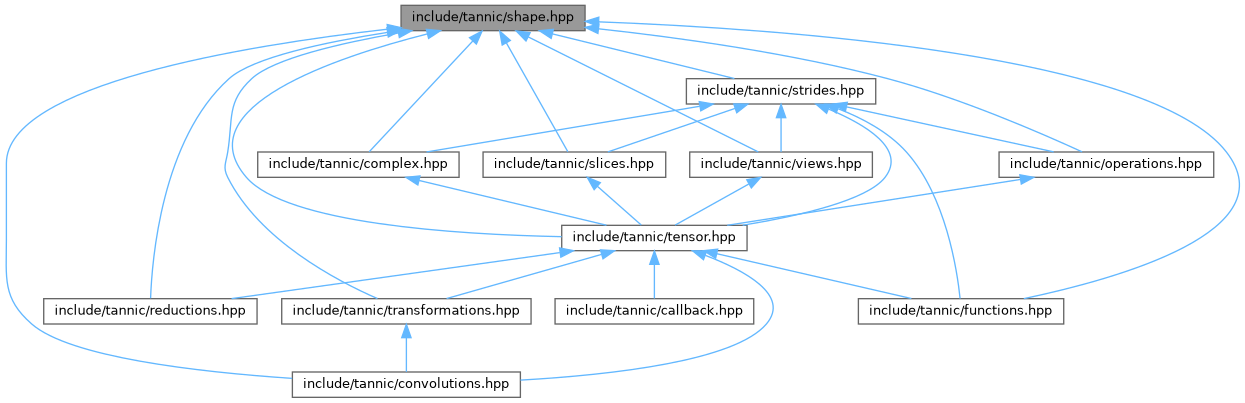 include/tannic/shape.hpp
include/tannic/strides.hpp
include/tannic/complex.hpp
include/tannic/slices.hpp
include/tannic/views.hpp
include/tannic/operations.hpp
include/tannic/tensor.hpp
include/tannic/reductions.hpp
include/tannic/transformations.hpp
include/tannic/callback.hpp
include/tannic/functions.hpp
include/tannic/convolutions.hpp